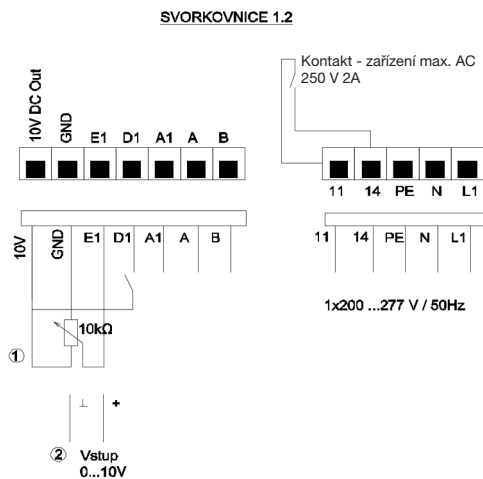 SVORKOVNICE 1.2
Kontakt - zařízení max. AC
250 V 2A
10V DC Out GND E1 D1 A1 A B
11 14 PE N L1
10V GND E1 D1 A1 A B
11 14 PE N L1
1x200 ...277 V / 50Hz
10kΩ
①
⊥ +
② Vstup
0...10V